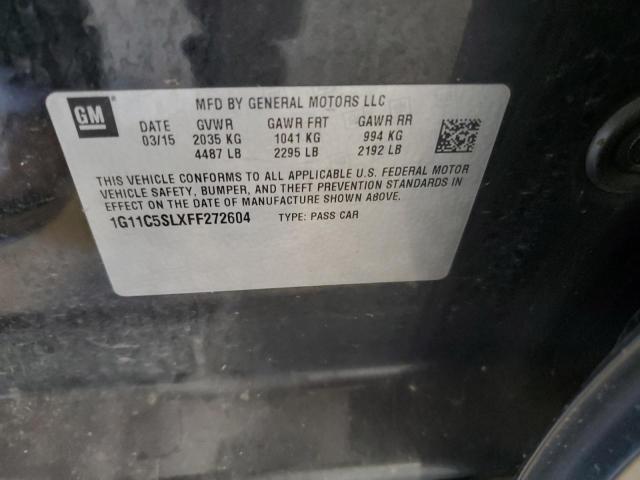 GM
MFD BY GENERAL MOTORS LLC
DATE GVWR GAWR FRT GAWR RR
03/15 2035 KG 1041 KG 994 KG
4487 LB 2295 LB 2192 LB
THIS VEHICLE CONFORMS TO ALL APPLICABLE U.S. FEDERAL MOTOR
VEHICLE SAFETY, BUMPER, AND THEFT PREVENTION STANDARDS IN
EFFECT ON THE DATE OF MANUFACTURE SHOWN ABOVE.
1G11C5SLXFF272604 TYPE: PASS CAR